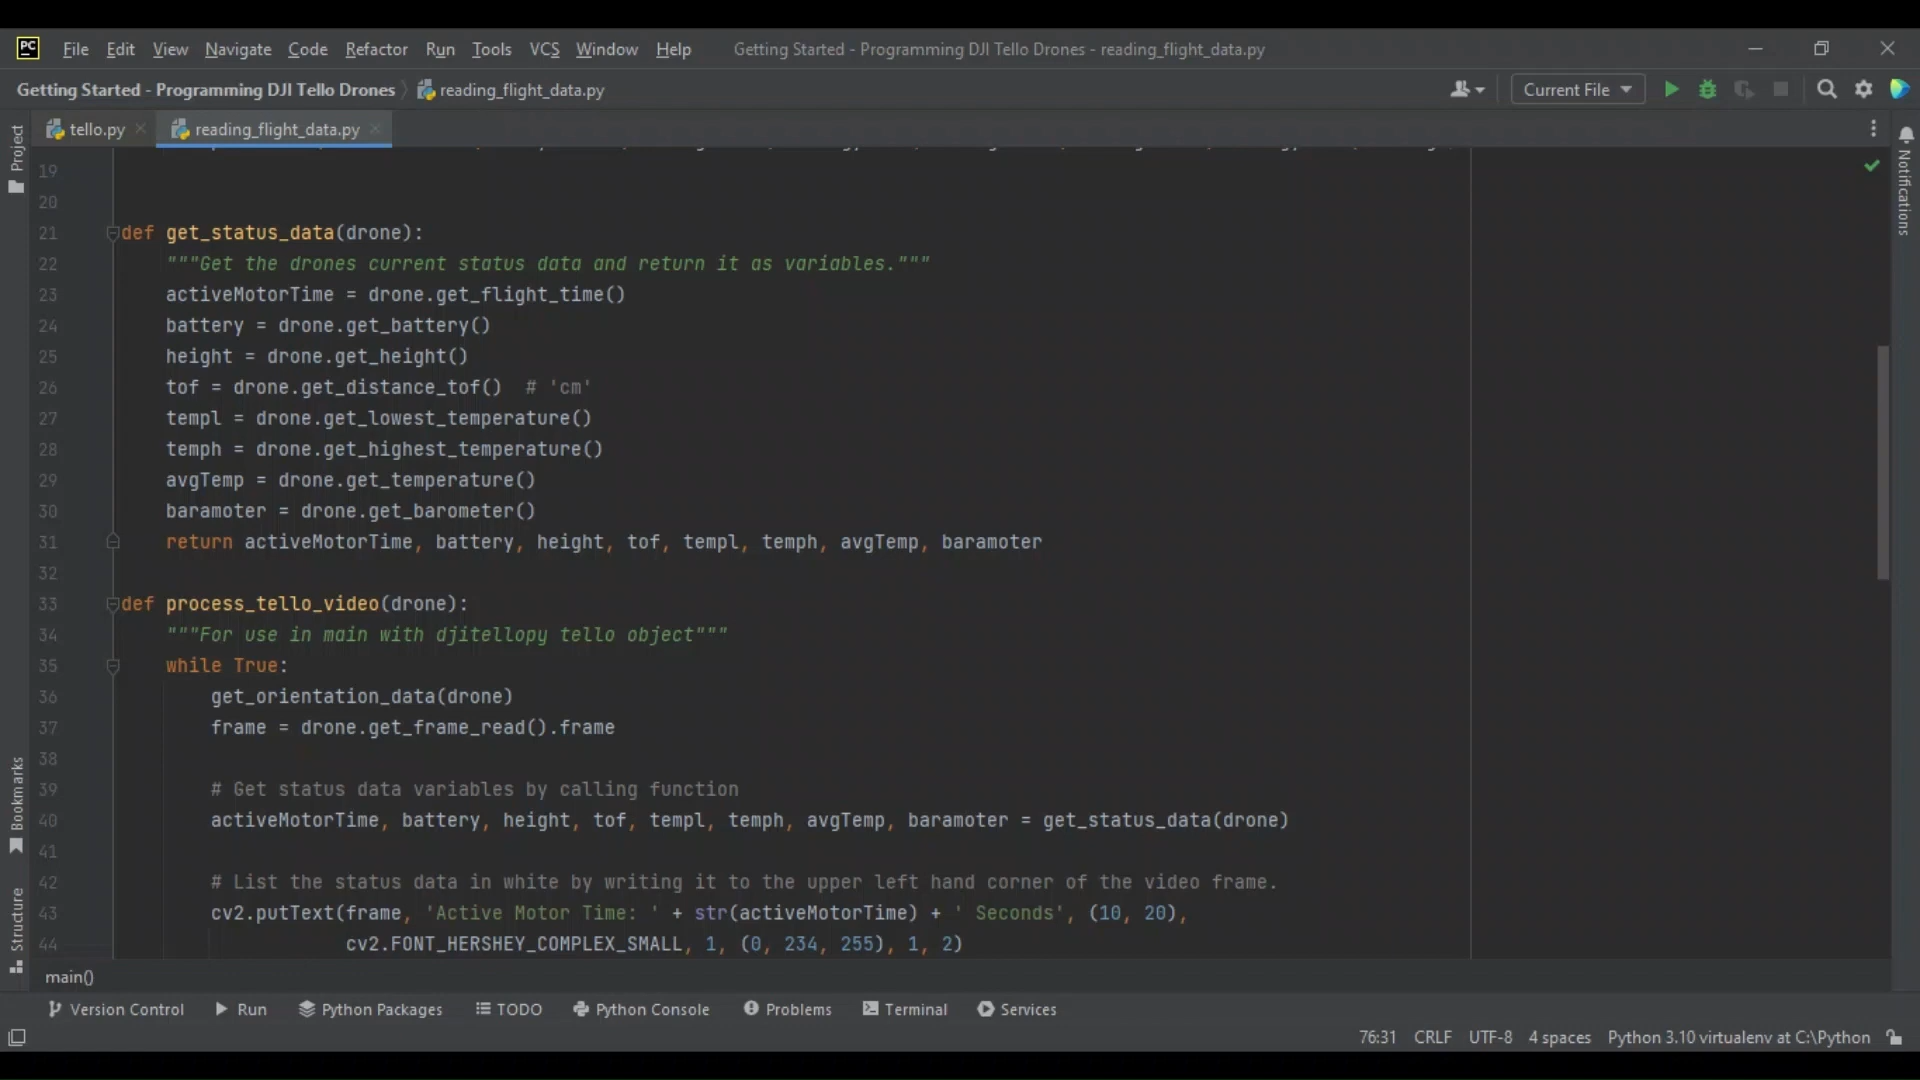 PC File Edit View Navigate Code Refactor Run Tools VCS Window Help Getting Started - Programming DJI Tello Drones - reading_flight_data.py
Getting Started - Programming DJI Tello Drones reading_flight_data.py Current File
tello.py reading_flight_data.py
Project
Notifications
19
20
21 def get_status_data(drone):
22 """Get the drones current status data and return it as variables."""
23 activeMotorTime = drone.get_flight_time()
24 battery = drone.get_battery()
25 height = drone.get_height()
26 tof = drone.get_distance_tof()  # 'cm'
27 templ = drone.get_lowest_temperature()
28 temph = drone.get_highest_temperature()
29 avgTemp = drone.get_temperature()
30 baramoter = drone.get_barometer()
31 return activeMotorTime, battery, height, tof, templ, temph, avgTemp, baramoter
32
33 def process_tello_video(drone):
34 """For use in main with djitellopy tello object"""
35 while True:
36 get_orientation_data(drone)
37 frame = drone.get_frame_read().frame
38
39 # Get status data variables by calling function
40 activeMotorTime, battery, height, tof, templ, temph, avgTemp, baramoter = get_status_data(drone)
41
42 # List the status data in white by writing it to the upper left hand corner of the video frame.
43 cv2.putText(frame, 'Active Motor Time: ' + str(activeMotorTime) + ' Seconds', (10, 20),
44 cv2.FONT_HERSHEY_COMPLEX_SMALL, 1, (0, 234, 255), 1, 2)
Bookmarks
Structure
main()
Version Control Run Python Packages TODO Python Console Problems Terminal Services
76:31 CRLF UTF-8 4 spaces Python 3.10 virtualenv at C:\Python